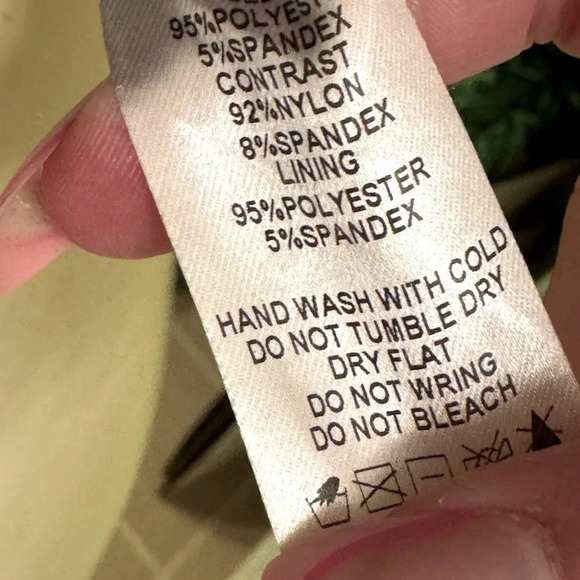 95%POLYEST
5%SPANDEX
CONTRAST
92%NYLON
8%SPANDEX
LINING
95%POLYESTER
5%SPANDEX
HAND WASH WITH COLD
DO NOT TUMBLE DRY
DRY FLAT
DO NOT WRING
DO NOT BLEACH